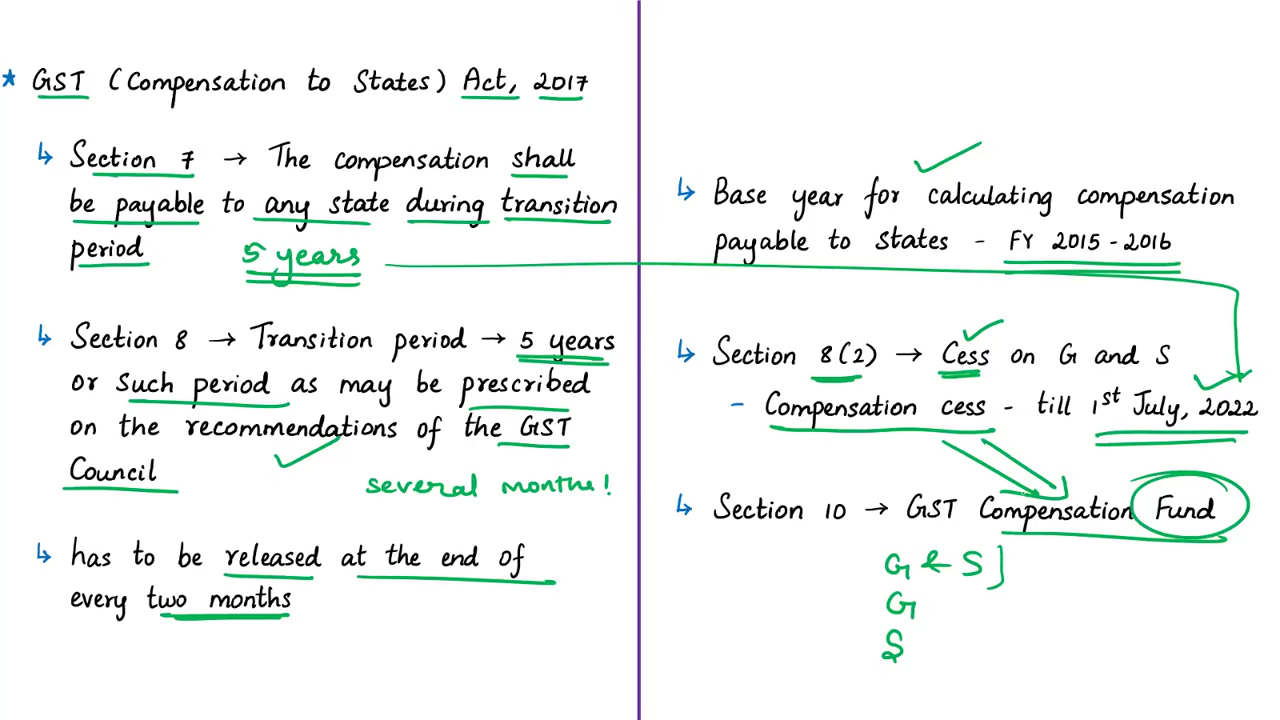 * GST (Compensation to States) Act, 2017
↳ Section 7 → The compensation shall
be payable to any state during transition
period
5 years
↳ Section 8 → Transition period → 5 years
or such period as may be prescribed
on the recommendations of the GST
Council
several months!
↳ has to be released at the end of
every two months
↳ Base year for calculating compensation
payable to States - FY 2015-2016
↳ Section 8(2) → Cess on G and S
- Compensation cess - till 1st July, 2022
↳ Section 10 → GST Compensation Fund
G & S]
G
S